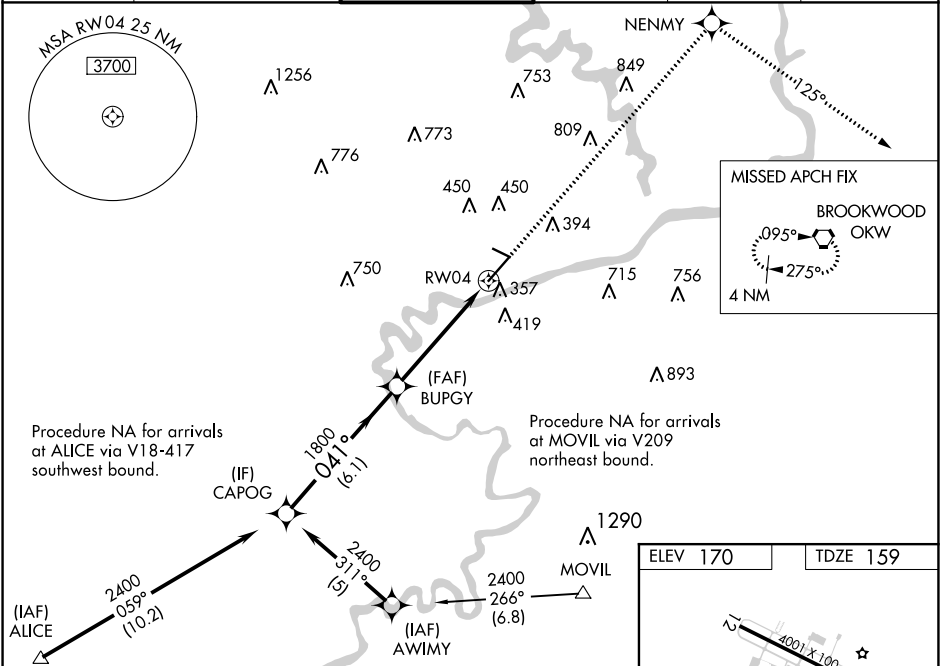 MSA RW04 25 NM
3700
NENMY
1256
753
849
125°
773
809
776
MISSED APCH FIX
450
450
BROOKWOOD
OKW
394
095°
275°
4 NM
750
RW04
357
715
756
419
893
(FAF)
BUPGY
Procedure NA for arrivals
at ALICE via V18-417
southwest bound.
Procedure NA for arrivals
at MOVIL via V209
northeast bound.
1800
041°
(6.1)
(IF)
CAPOG
1290
ELEV 170
TDZE 159
2400
311°
(5)
MOVIL
2400
266°
(6.8)
2400
059°
(10.2)
(IAF)
ALICE
(IAF)
AWIMY
12
4001 X 100